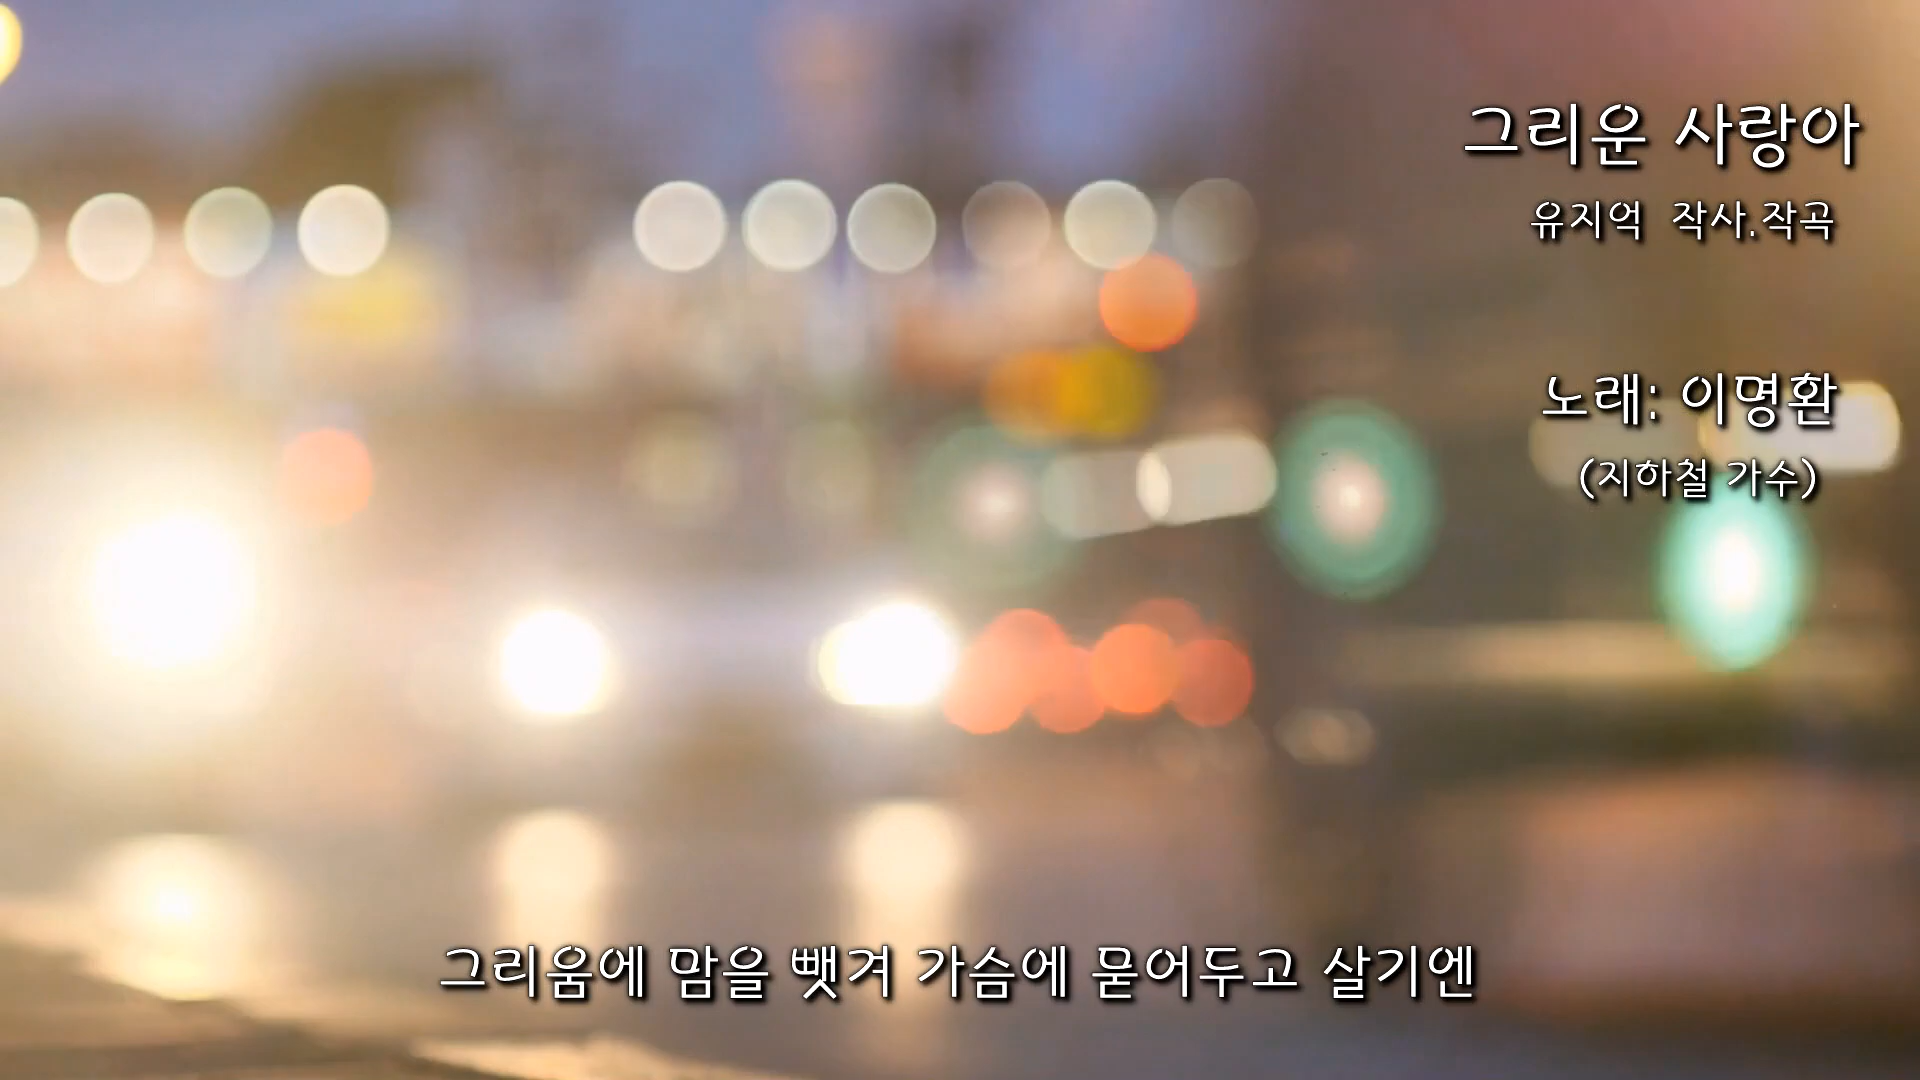 그리운 사랑아
유지억 작사.작곡
노래: 이명환
(지하철 가수)
그리움에 맘을 뺏겨 가슴에 묻어두고 살기엔